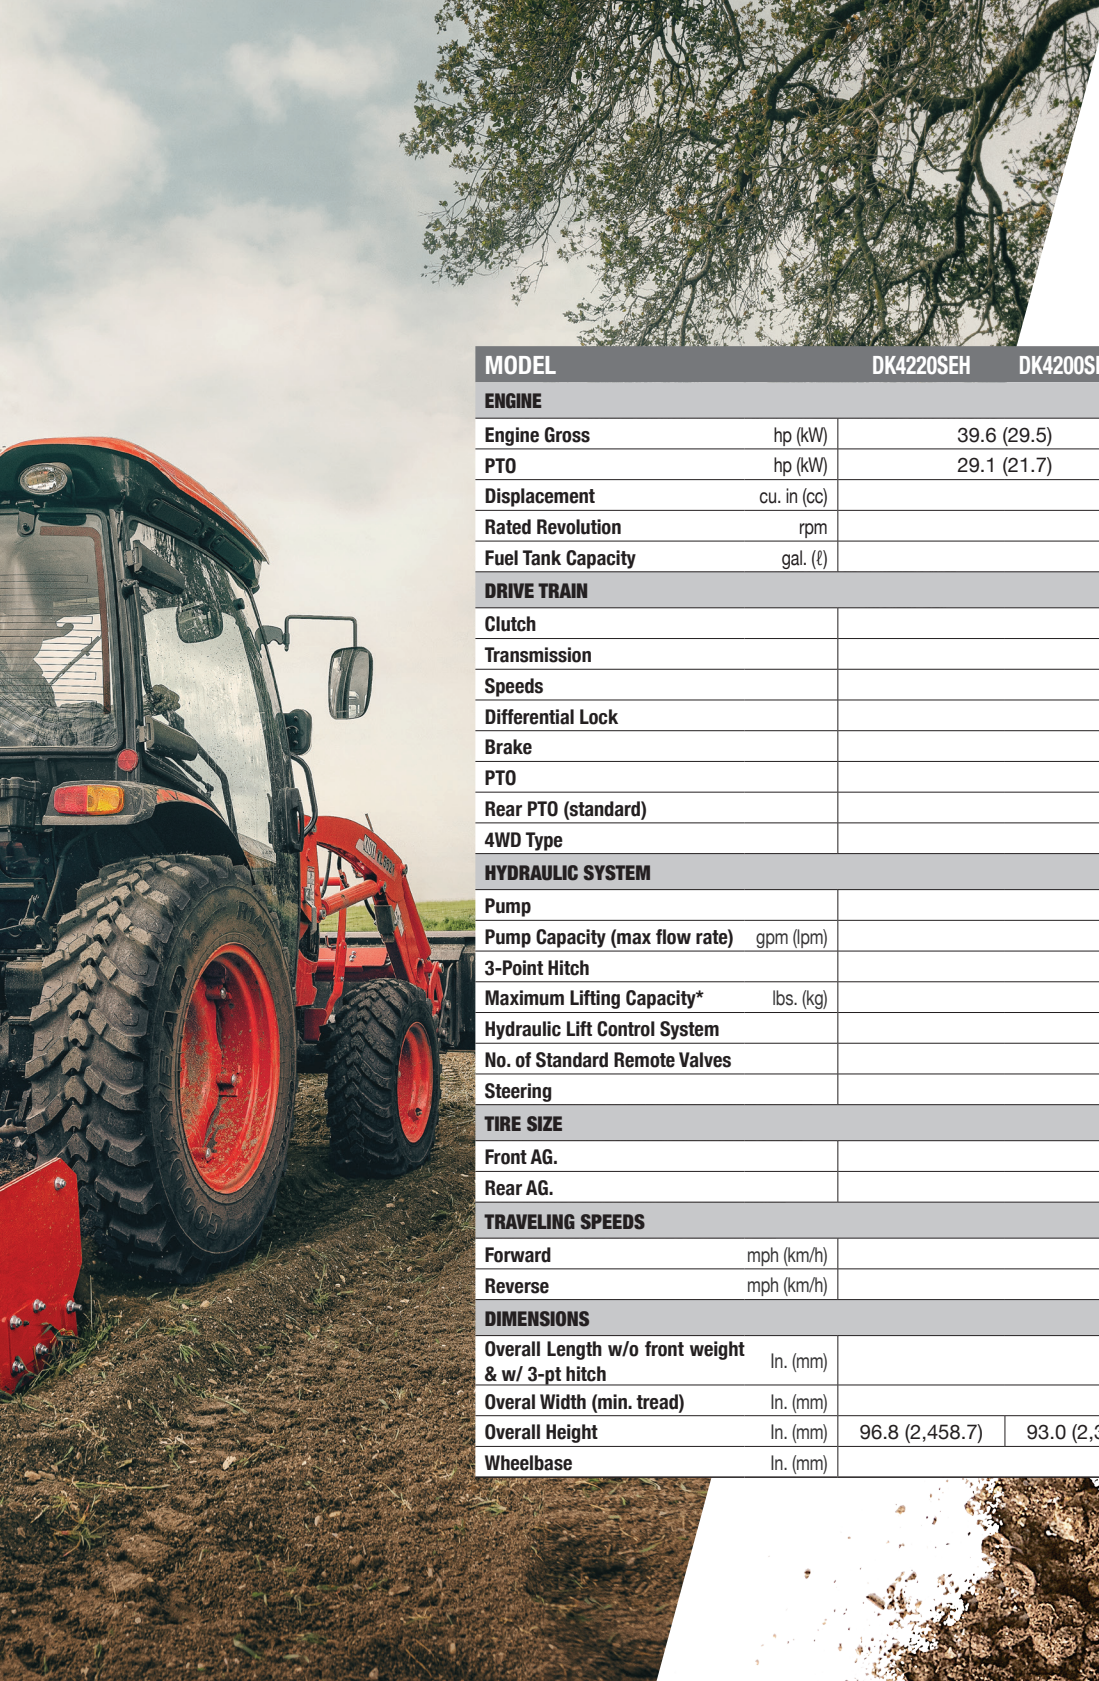 MODEL DK4220SEH
ENGINE
Engine Gross hp (kW) 39.6 (29.5)
PTO hp (kW) 29.1 (21.7)
Displacement cu. in (cc)
Rated Revolution rpm
Fuel Tank Capacity gal. (ℓ)
DRIVE TRAIN
Clutch
Transmission
Speeds
Differential Lock
Brake
PTO
Rear PTO (standard)
4WD Type
HYDRAULIC SYSTEM
Pump
Pump Capacity (max flow rate) gpm (lpm)
3-Point Hitch
Maximum Lifting Capacity* lbs. (kg)
Hydraulic Lift Control System
No. of Standard Remote Valves
Steering
TIRE SIZE
Front AG.
Rear AG.
TRAVELING SPEEDS
Forward mph (km/h)
Reverse mph (km/h)
DIMENSIONS
Overall Length w/o front weight
& w/ 3-pt hitch In. (mm)
Overal Width (min. tread) In. (mm)
Overall Height In. (mm) 96.8 (2,458.7) 93.0
Wheelbase In. (mm)